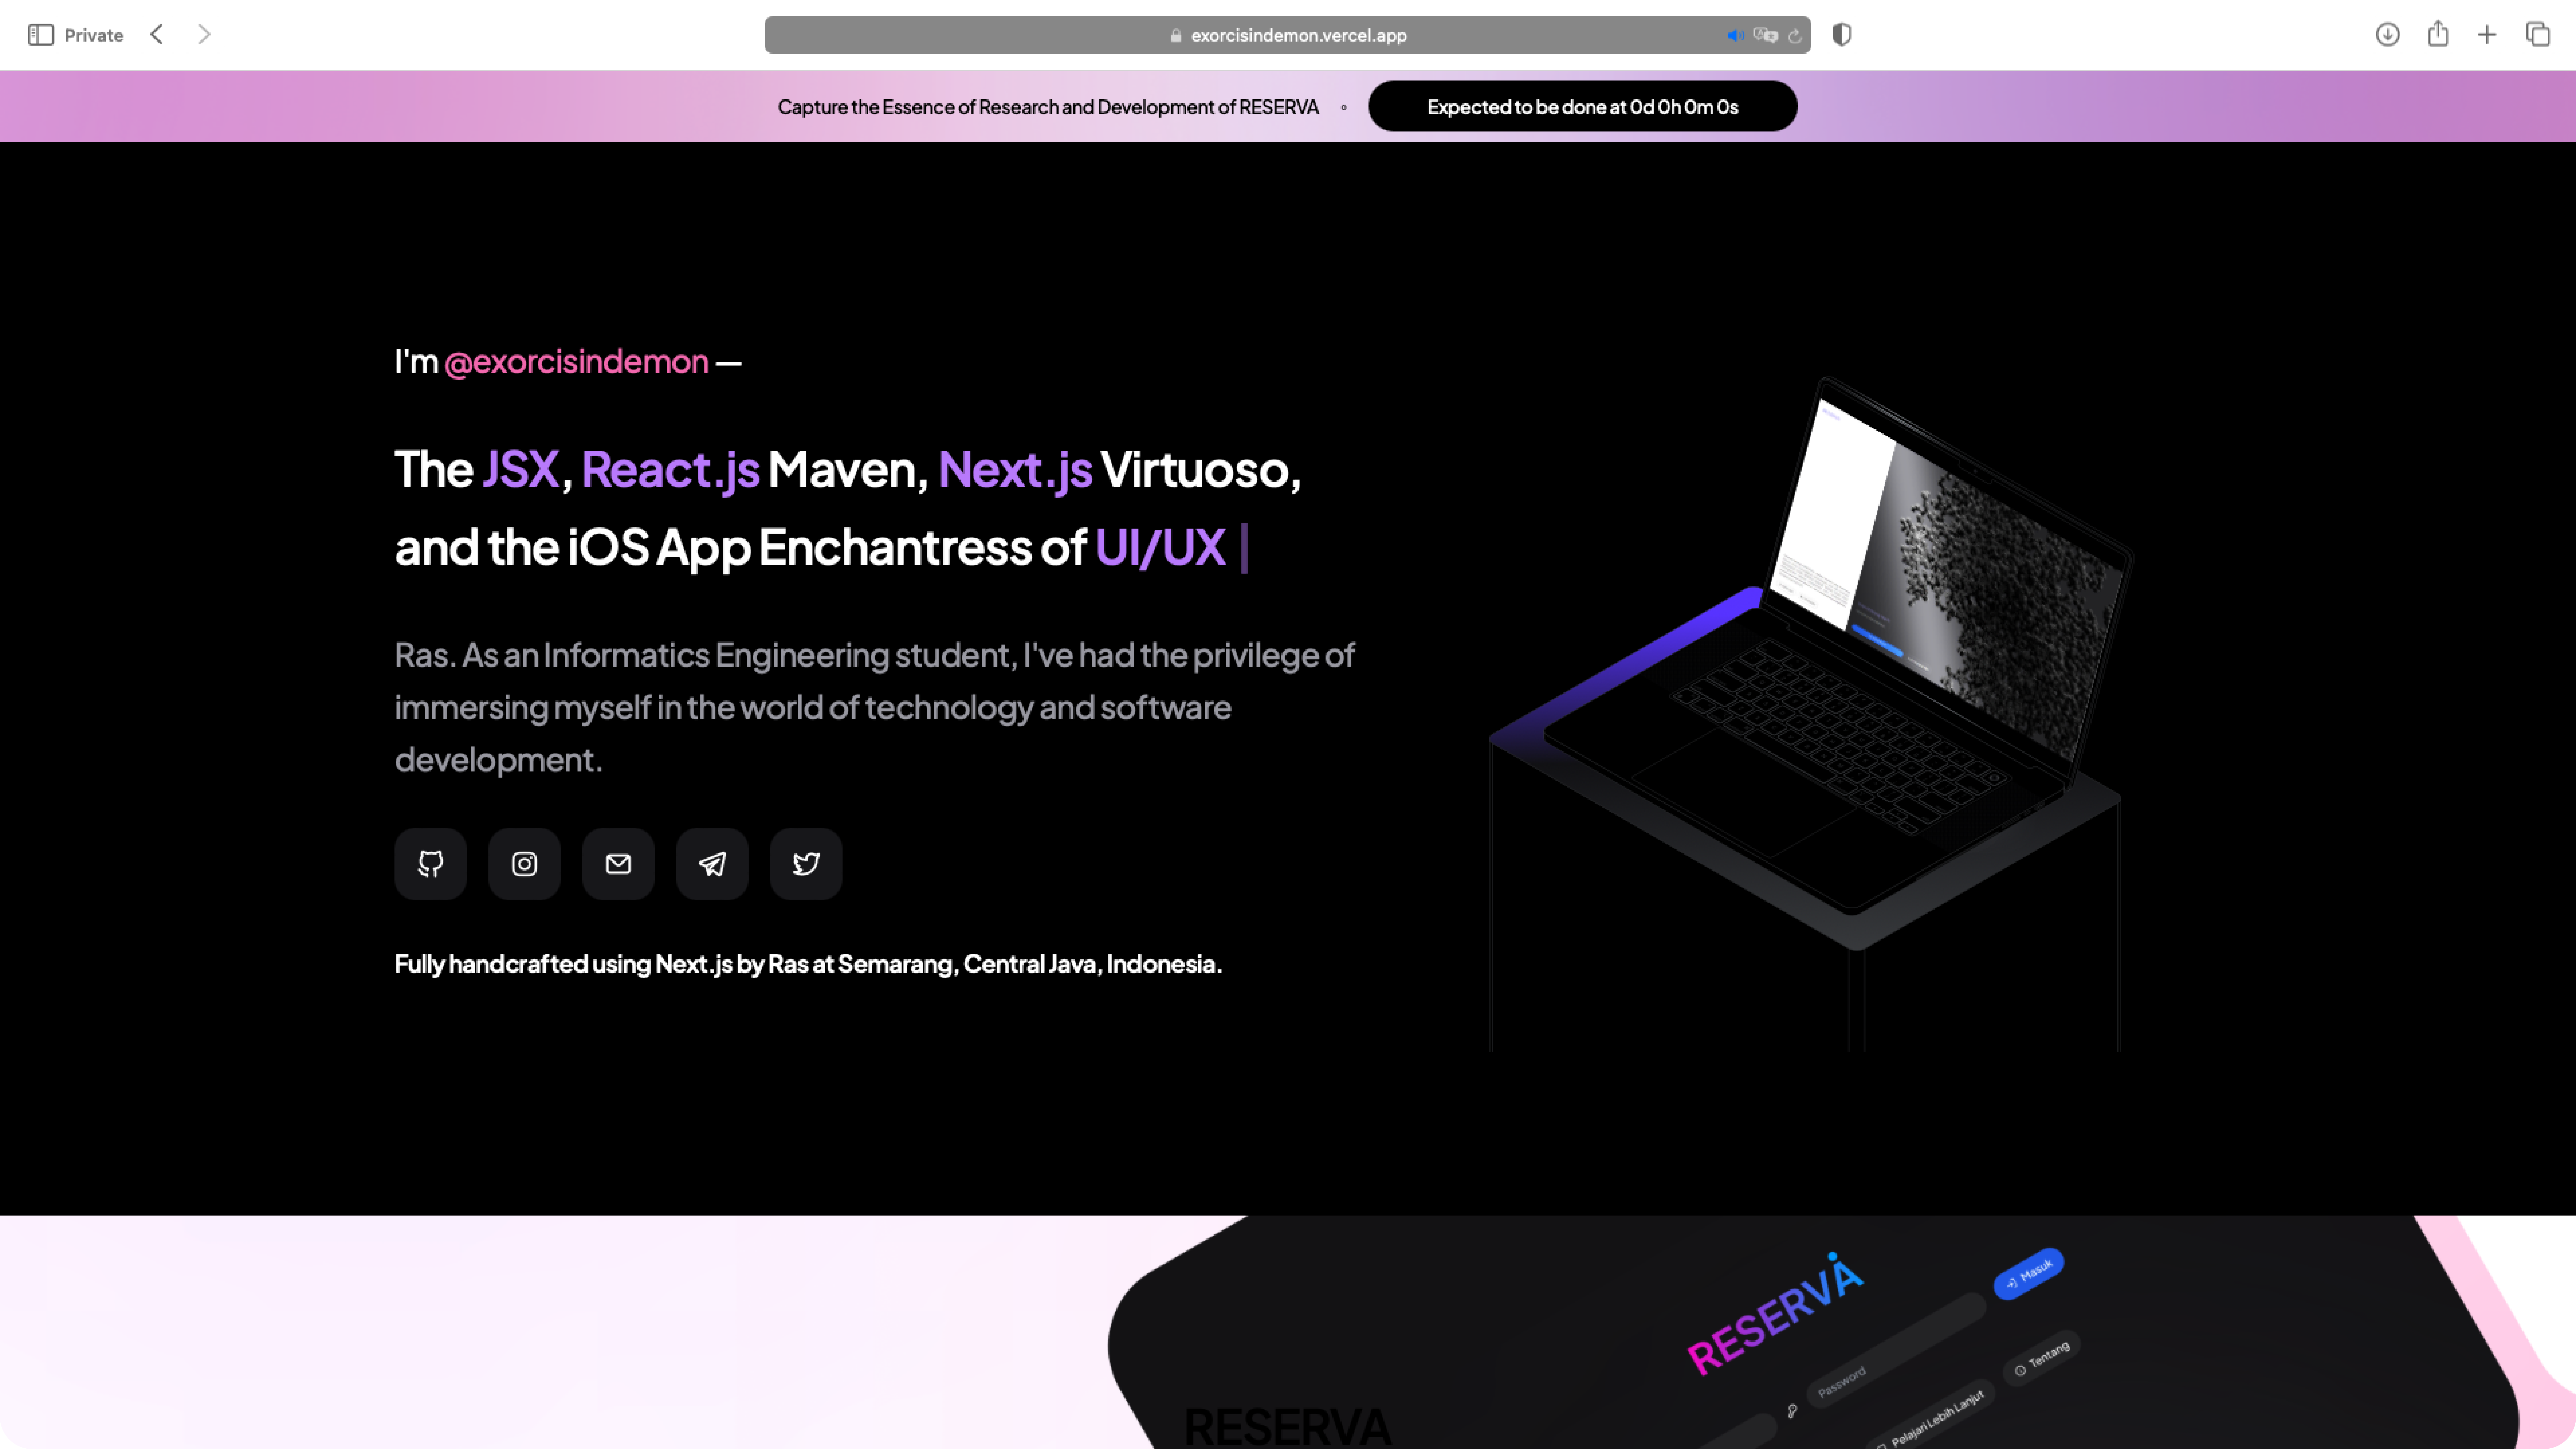 Private
exorcisindemon.vercel.app
Capture the Essence of Research and Development of RESERVA
Expected to be done at 0d 0h 0m 0s
I'm @exorcisindemon —
The JSX, React.js Maven, Next.js Virtuoso,
and the iOS App Enchantress of UI/UX |
Ras. As an Informatics Engineering student, I've had the privilege of
immersing myself in the world of technology and software
development.
Fully handcrafted using Next.js by Ras at Semarang, Central Java, Indonesia.
RESERVA
Masuk
Password
Tentang
Pelajari Lebih Lanjut
RESERVA